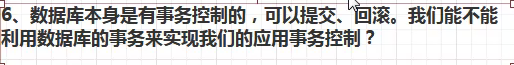 6、数据库本身是有事务控制的，可以提交、回滚。我们能不能
利用数据库的事务来实现我们的应用事务控制？